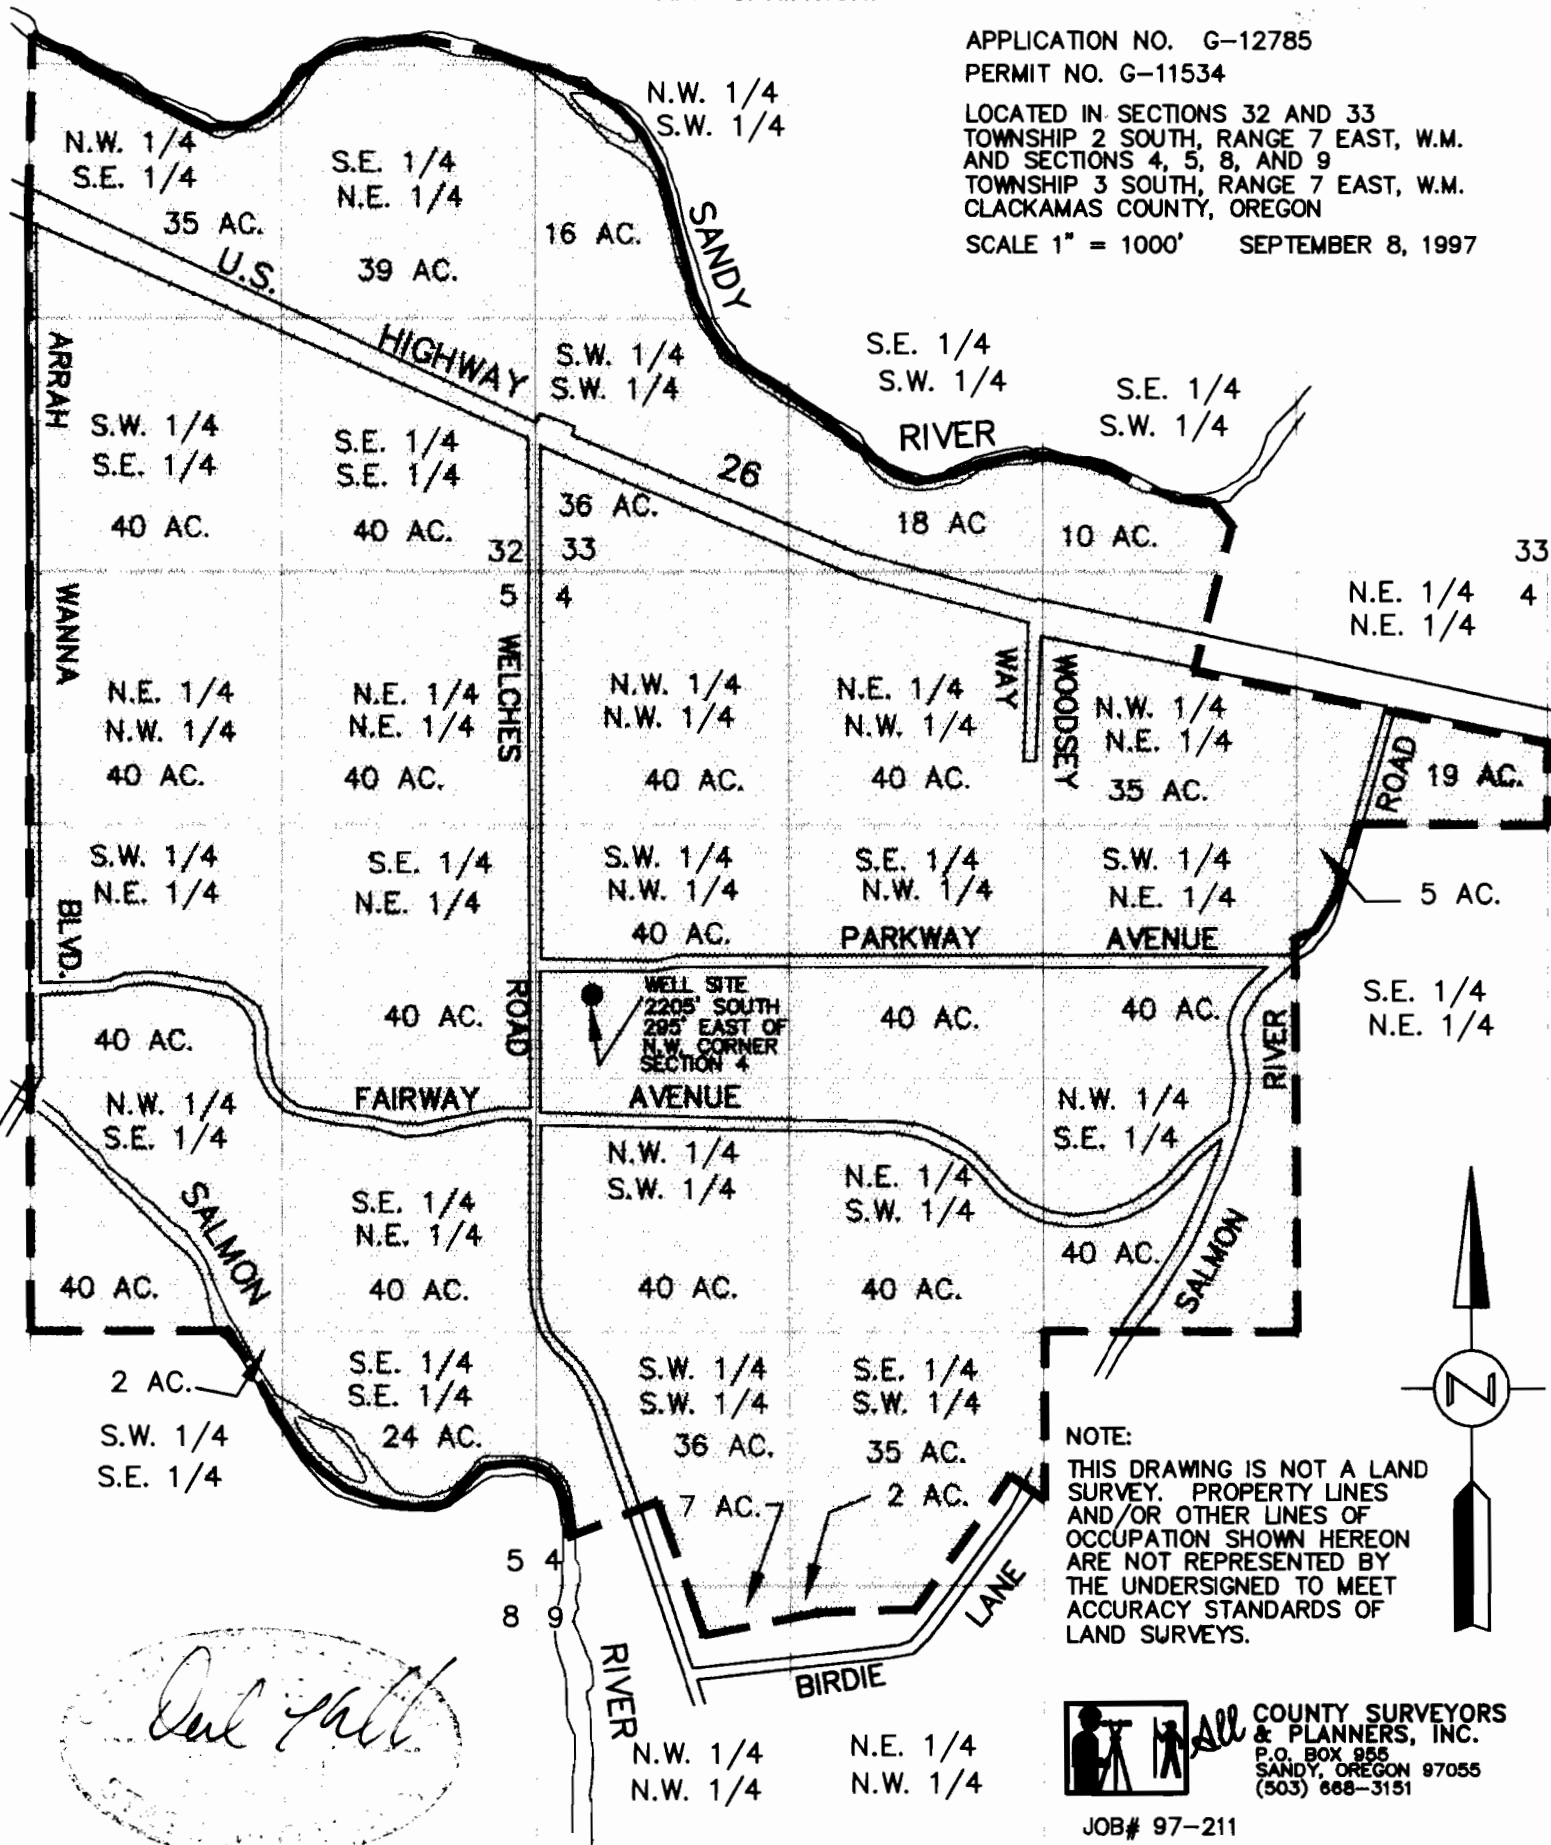 APPLICATION NO. G-12785
PERMIT NO. G-11534
LOCATED IN SECTIONS 32 AND 33
TOWNSHIP 2 SOUTH, RANGE 7 EAST, W.M.
AND SECTIONS 4, 5, 8, AND 9
TOWNSHIP 3 SOUTH, RANGE 7 EAST, W.M.
CLACKAMAS COUNTY, OREGON
SCALE 1" = 1000' SEPTEMBER 8, 1997
N.W. 1/4
S.W. 1/4
N.W. 1/4
S.E. 1/4
35 AC.
S.E. 1/4
N.E. 1/4
39 AC.
16 AC.
SANDY
RIVER
U.S.
HIGHWAY
26
S.W. 1/4
S.W. 1/4
36 AC.
S.E. 1/4
S.W. 1/4
18 AC
S.E. 1/4
S.W. 1/4
10 AC.
ARRAH
WANNA
BLVD.
S.W. 1/4
S.E. 1/4
40 AC.
S.E. 1/4
S.E. 1/4
40 AC.
32
33
5
4
33
4
N.E. 1/4
N.E. 1/4
WELCHES
ROAD
N.E. 1/4
N.W. 1/4
40 AC.
N.E. 1/4
N.E. 1/4
40 AC.
N.W. 1/4
N.W. 1/4
40 AC.
N.E. 1/4
N.W. 1/4
40 AC.
WOODSEY
WAY
N.W. 1/4
N.E. 1/4
35 AC.
ROAD
19 AC.
S.W. 1/4
N.E. 1/4
40 AC.
S.E. 1/4
N.E. 1/4
40 AC.
S.W. 1/4
N.W. 1/4
40 AC.
S.E. 1/4
N.W. 1/4
40 AC.
S.W. 1/4
N.E. 1/4
40 AC.
5 AC.
S.E. 1/4
N.E. 1/4
PARKWAY AVENUE
WELL SITE
2205' SOUTH
295' EAST OF
N.W. CORNER
SECTION 4
RIVER
SALMON
FAIRWAY AVENUE
N.W. 1/4
S.E. 1/4
40 AC.
S.E. 1/4
N.E. 1/4
40 AC.
N.W. 1/4
S.W. 1/4
40 AC.
N.E. 1/4
S.W. 1/4
40 AC.
N.W. 1/4
S.E. 1/4
40 AC.
SALMON
RIVER
2 AC.
S.W. 1/4
S.E. 1/4
S.E. 1/4
S.E. 1/4
24 AC.
S.W. 1/4
S.W. 1/4
36 AC.
7 AC.
S.E. 1/4
S.W. 1/4
35 AC.
2 AC.
5 4
8 9
BIRDIE
LANE
N.W. 1/4
N.W. 1/4
N.E. 1/4
N.W. 1/4
N
NOTE:
THIS DRAWING IS NOT A LAND
SURVEY. PROPERTY LINES
AND/OR OTHER LINES OF
OCCUPATION SHOWN HEREON
ARE NOT REPRESENTED BY
THE UNDERSIGNED TO MEET
ACCURACY STANDARDS OF
LAND SURVEYS.
All COUNTY SURVEYORS
& PLANNERS, INC.
P.O. BOX 955
SANDY, OREGON 97055
(503) 668-3151
JOB# 97-211